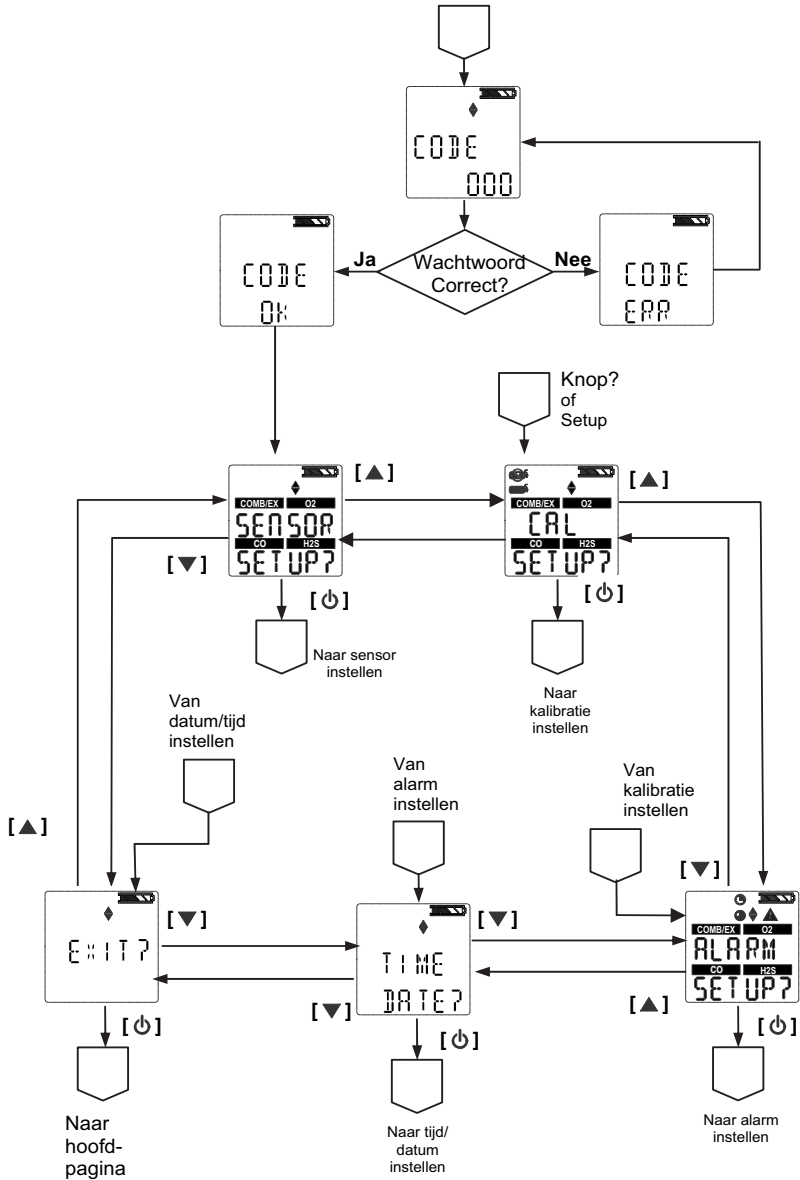 CODE
000
Ja
Wachtwoord
Correct?
Nee
CODE
OK
CODE
ERR
Knop?
of
Setup
[▲]
[▲]
COMB/EX O2
SENSOR
CO H2S
SETUP?
COMB/EX O2
CAL
CO H2S
SETUP?
[▼]
[⏻]
[⏻]
Naar sensor
instellen
Naar
kalibratie
instellen
Van
datum/tijd
instellen
Van
alarm
instellen
Van
kalibratie
instellen
[▲]
[▼]
EXIT?
[▼]
TIME
DATE?
[▼]
COMB/EX O2
ALARM
CO H2S
SETUP?
[▼]
[▲]
[⏻]
[⏻]
[⏻]
Naar
hoofd-
pagina
Naar tijd/
datum
instellen
Naar alarm
instellen